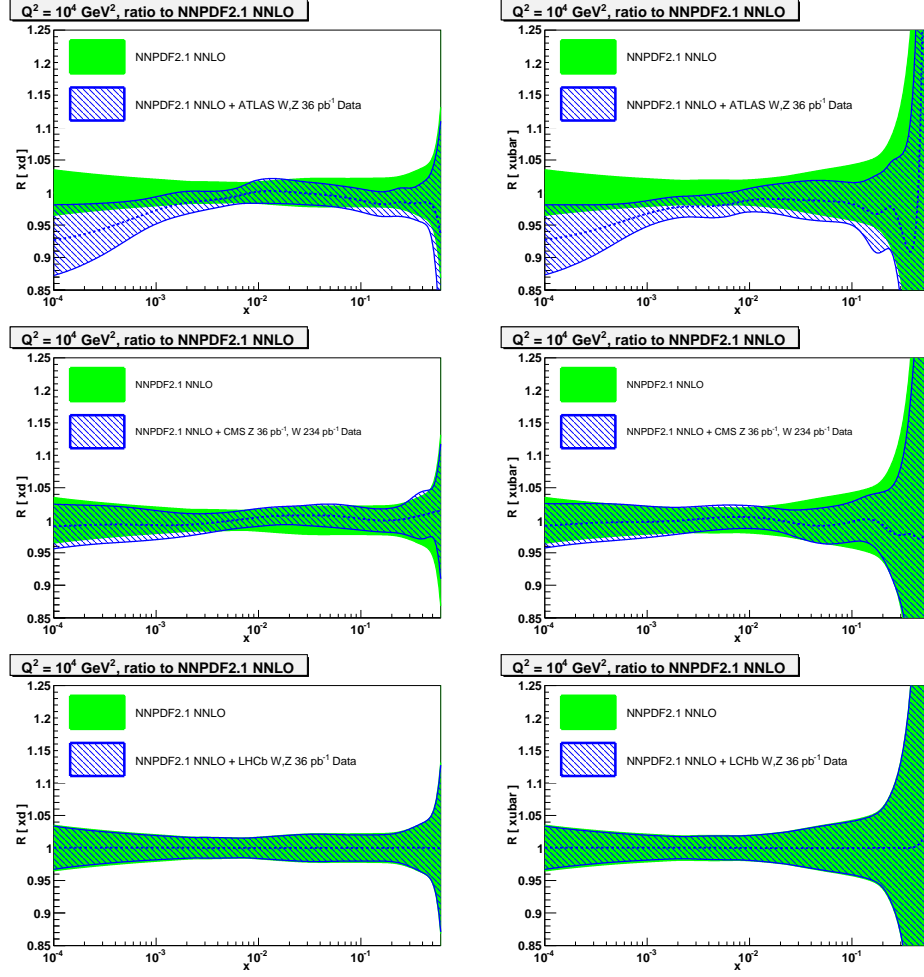 Q² = 10⁴ GeV², ratio to NNPDF2.1 NNLO
R [ xd ]
1.25
1.2
1.15
1.1
1.05
1
0.95
0.9
0.85
NNPDF2.1 NNLO
NNPDF2.1 NNLO + ATLAS W,Z 36 pb⁻¹ Data
10⁻⁴ 10⁻³ 10⁻² 10⁻¹
x
Q² = 10⁴ GeV², ratio to NNPDF2.1 NNLO
R [ xubar ]
1.25
1.2
1.15
1.1
1.05
1
0.95
0.9
0.85
NNPDF2.1 NNLO
NNPDF2.1 NNLO + ATLAS W,Z 36 pb⁻¹ Data
10⁻⁴ 10⁻³ 10⁻² 10⁻¹
x
Q² = 10⁴ GeV², ratio to NNPDF2.1 NNLO
R [ xd ]
1.25
1.2
1.15
1.1
1.05
1
0.95
0.9
0.85
NNPDF2.1 NNLO
NNPDF2.1 NNLO + CMS Z 36 pb⁻¹, W 234 pb⁻¹ Data
10⁻⁴ 10⁻³ 10⁻² 10⁻¹
x
Q² = 10⁴ GeV², ratio to NNPDF2.1 NNLO
R [ xubar ]
1.25
1.2
1.15
1.1
1.05
1
0.95
0.9
0.85
NNPDF2.1 NNLO
NNPDF2.1 NNLO + CMS Z 36 pb⁻¹, W 234 pb⁻¹ Data
10⁻⁴ 10⁻³ 10⁻² 10⁻¹
x
Q² = 10⁴ GeV², ratio to NNPDF2.1 NNLO
R [ xd ]
1.25
1.2
1.15
1.1
1.05
1
0.95
0.9
0.85
NNPDF2.1 NNLO
NNPDF2.1 NNLO + LHCb W,Z 36 pb⁻¹ Data
10⁻⁴ 10⁻³ 10⁻² 10⁻¹
x
Q² = 10⁴ GeV², ratio to NNPDF2.1 NNLO
R [ xubar ]
1.25
1.2
1.15
1.1
1.05
1
0.95
0.9
0.85
NNPDF2.1 NNLO
NNPDF2.1 NNLO + LCHb W,Z 36 pb⁻¹ Data
10⁻⁴ 10⁻³ 10⁻² 10⁻¹
x